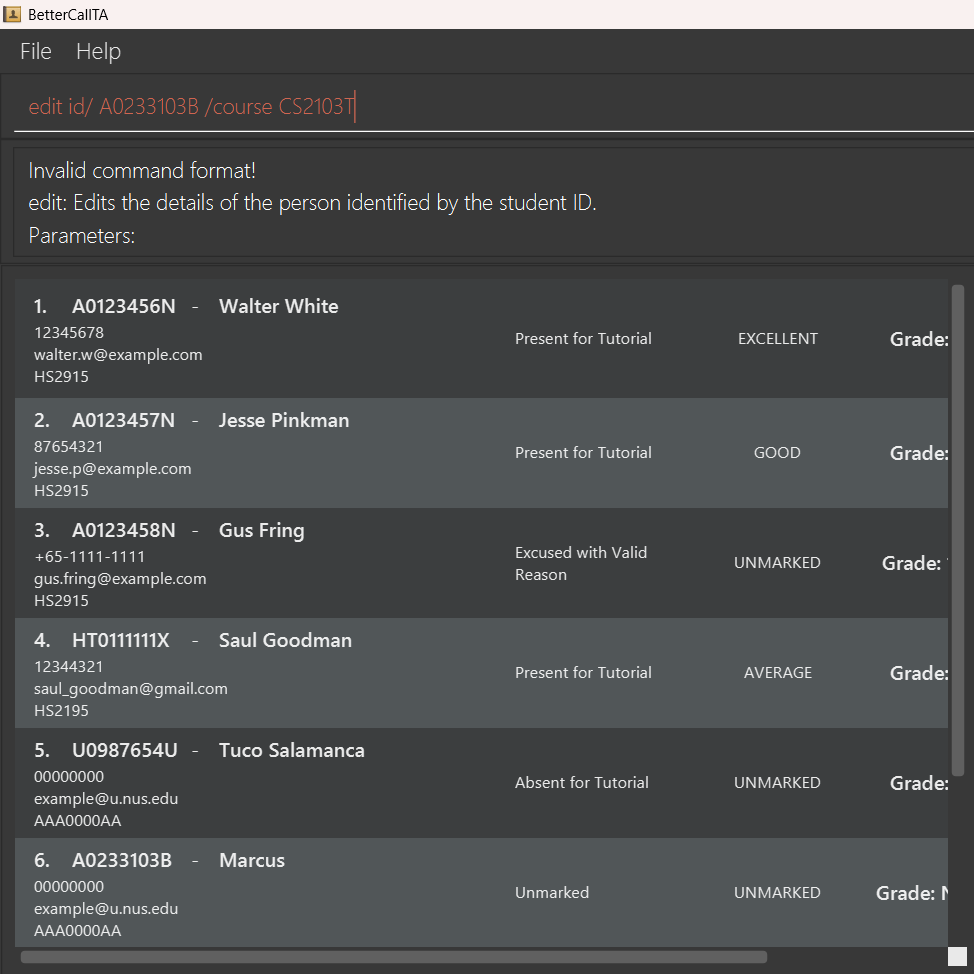 BetterCallTA
File Help
edit id/ A0233103B /course CS2103T
Invalid command format!
edit: Edits the details of the person identified by the student ID.
Parameters:
1. A0123456N - Walter White
12345678
walter.w@example.com
HS2915
Present for Tutorial
EXCELLENT
Grade:
2. A0123457N - Jesse Pinkman
87654321
jesse.p@example.com
HS2915
Present for Tutorial
GOOD
Grade:
3. A0123458N - Gus Fring
+65-1111-1111
gus.fring@example.com
HS2915
Excused with Valid
Reason
UNMARKED
Grade:
4. HT0111111X - Saul Goodman
12344321
saul_goodman@gmail.com
HS2195
Present for Tutorial
AVERAGE
Grade:
5. U0987654U - Tuco Salamanca
00000000
example@u.nus.edu
AAA0000AA
Absent for Tutorial
UNMARKED
Grade:
6. A0233103B - Marcus
00000000
example@u.nus.edu
AAA0000AA
Unmarked
UNMARKED
Grade: